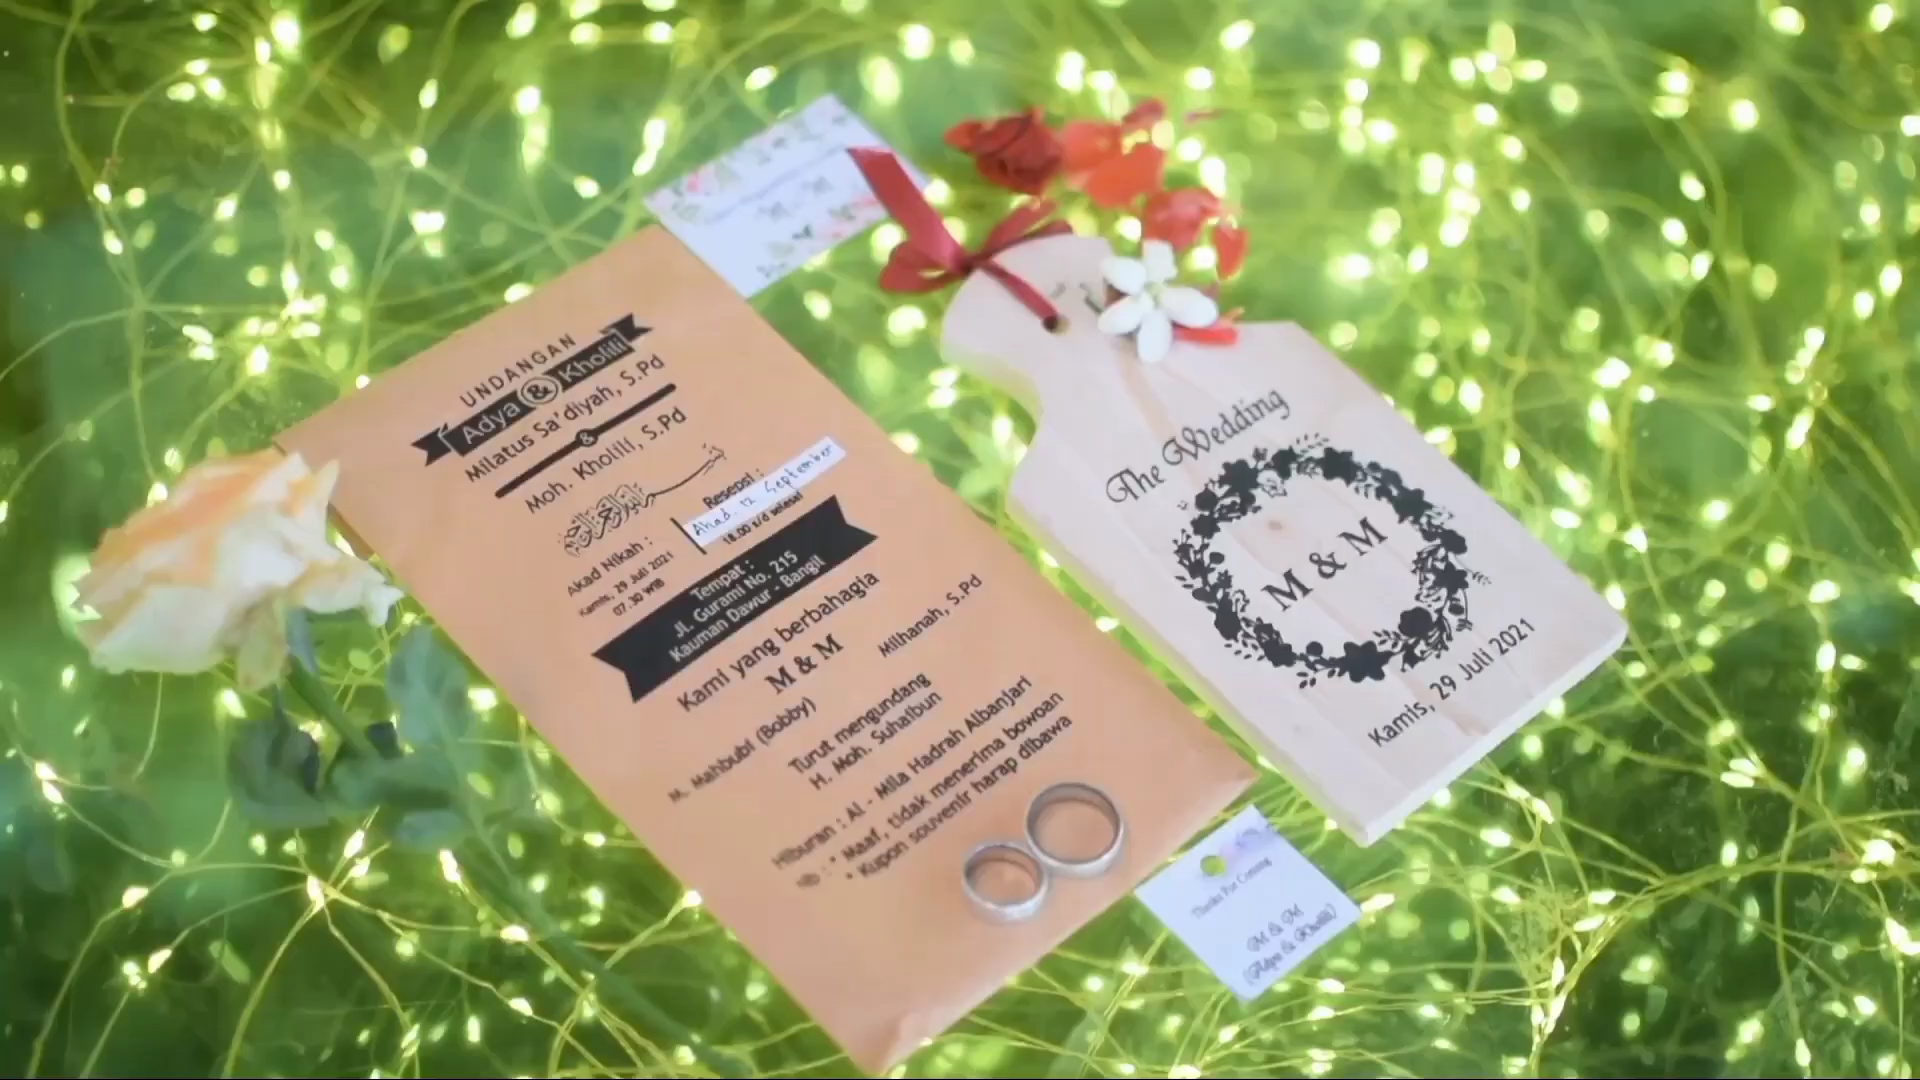 UNDANGAN
Adya & Kholili
Milatus Sa'diyah, S.Pd
&
Moh. Kholili, S.Pd
Akad Nikah :
Kamis, 29 Juli 2021
07.30 WIB
Resepsi :
Ahad. 12 September
18.00 s/d selesai
Tempat :
Jl. Gurami No. 215
Kauman Dawur - Bangil
Kami yang berbahagia
M & M
M. Mahbubi (Bobby)
Milhanah, S.Pd
Turut mengundang
H. Moh. Suhaibun
Hiburan : Al - Mila Hadrah Albanjari
Nb : * Maaf, tidak menerima bowoan
* Kupon souvenir harap dibawa
The Wedding
M & M
Kamis, 29 Juli 2021
Thanks For Coming
M & M
(Adya & Kholili)